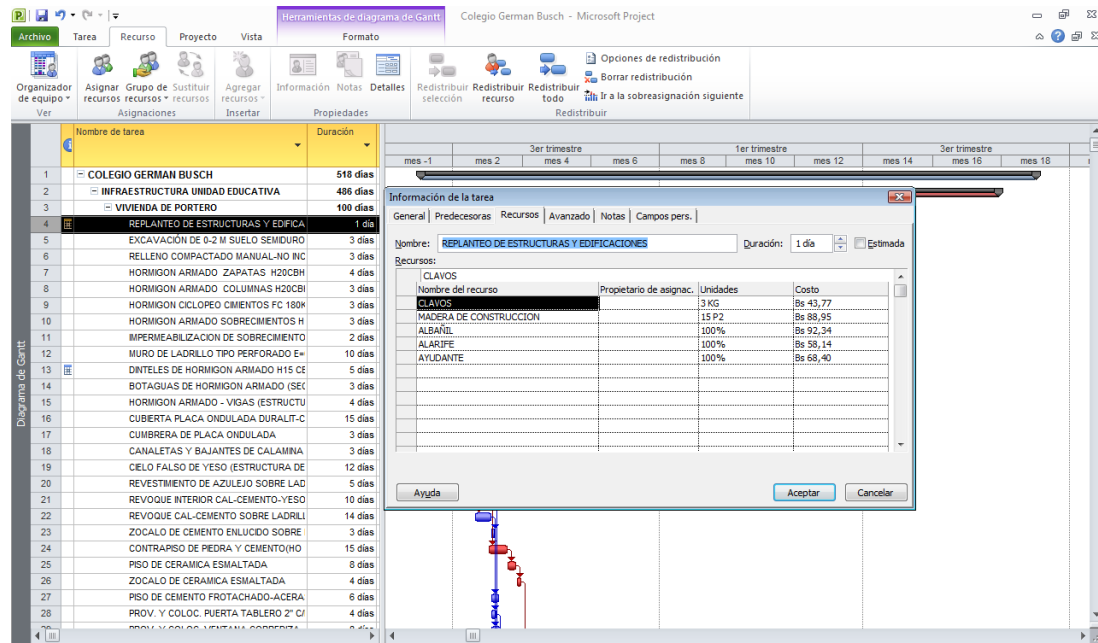 Herramientas de diagrama de Gantt
Colegio German Busch - Microsoft Project
Archivo Tarea Recurso Proyecto Vista Formato
Organizador de equipo
Asignar recursos
Grupo de recursos
Sustituir recursos
Agregar recursos
Información
Notas
Detalles
Redistribuir selección
Redistribuir recurso
Redistribuir todo
Opciones de redistribución
Borrar redistribución
Ir a la sobreasignación siguiente
Ver Asignaciones Insertar Propiedades Redistribuir
Diagrama de Gantt
Nombre de tarea Duración
3er trimestre 1er trimestre 3er trimestre
mes -1 mes 2 mes 4 mes 6 mes 8 mes 10 mes 12 mes 14 mes 16 mes 18
1 COLEGIO GERMAN BUSCH 518 días
2 INFRAESTRUCTURA UNIDAD EDUCATIVA 486 días
3 VIVIENDA DE PORTERO 100 días
4 REPLANTEO DE ESTRUCTURAS Y EDIFICA 1 día
5 EXCAVACIÓN DE 0-2 M SUELO SEMIDURO 3 días
6 RELLENO COMPACTADO MANUAL-NO INC 3 días
7 HORMIGON ARMADO ZAPATAS H20CBH 4 días
8 HORMIGON ARMADO COLUMNAS H20CBI 3 días
9 HORMIGON CICLOPEO CIMIENTOS FC 180K 3 días
10 HORMIGON ARMADO SOBRECIMIENTOS H 3 días
11 IMPERMEABILIZACION DE SOBRECIMIENTO 2 días
12 MURO DE LADRILLO TIPO PERFORADO E= 10 días
13 DINTELES DE HORMIGON ARMADO H15 CE 5 días
14 BOTAGUAS DE HORMIGON ARMADO (SEC 3 días
15 HORMIGON ARMADO - VIGAS (ESTRUCTU 4 días
16 CUBIERTA PLACA ONDULADA DURALIT-C 15 días
17 CUMBRERA DE PLACA ONDULADA 3 días
18 CANALETAS Y BAJANTES DE CALAMINA 3 días
19 CIELO FALSO DE YESO (ESTRUCTURA DE 12 días
20 REVESTIMIENTO DE AZULEJO SOBRE LAD 5 días
21 REVOQUE INTERIOR CAL-CEMENTO-YESO 10 días
22 REVOQUE CAL-CEMENTO SOBRE LADRILL 14 días
23 ZOCALO DE CEMENTO ENLUCIDO SOBRE 3 días
24 CONTRAPISO DE PIEDRA Y CEMENTO(HO 15 días
25 PISO DE CERAMICA ESMALTADA 8 días
26 ZOCALO DE CERAMICA ESMALTADA 4 días
27 PISO DE CEMENTO FROTACHADO-ACERA 6 días
28 PROV. Y COLOC. PUERTA TABLERO 2" C/ 4 días
Información de la tarea
General Predecesoras Recursos Avanzado Notas Campos pers.
Nombre: REPLANTEO DE ESTRUCTURAS Y EDIFICACIONES Duración: 1 día Estimada
Recursos:
CLAVOS
Nombre del recurso Propietario de asignac. Unidades Costo
CLAVOS 3 KG Bs 43,77
MADERA DE CONSTRUCCION 15 P2 Bs 88,95
ALBAÑIL 100% Bs 92,34
ALARIFE 100% Bs 58,14
AYUDANTE 100% Bs 68,40
Ayuda Aceptar Cancelar